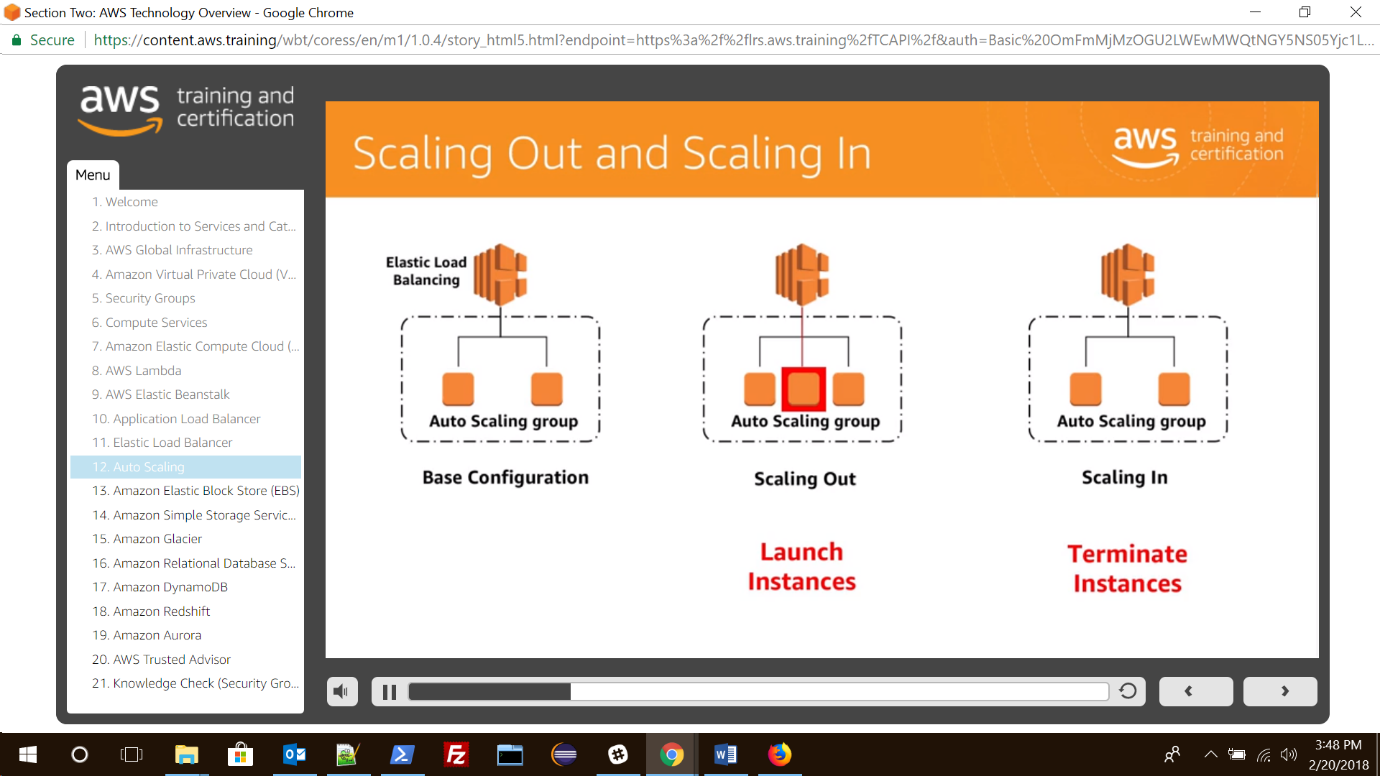 Section Two: AWS Technology Overview - Google Chrome
Secure
https://content.aws.training/wbt/coress/en/m1/1.0.4/story_html5.html?endpoint=https%3a%2f%2flrs.aws.training%2fTCAPI%2f&auth=Basic%20OmFmMjMzOGU2LWEwMWQtNGY5NS05Yjc1L...
aws training and
certification
Menu
1. Welcome
2. Introduction to Services and Cat...
3. AWS Global Infrastructure
4. Amazon Virtual Private Cloud (V...
5. Security Groups
6. Compute Services
7. Amazon Elastic Compute Cloud (...
8. AWS Lambda
9. AWS Elastic Beanstalk
10. Application Load Balancer
11. Elastic Load Balancer
12. Auto Scaling
13. Amazon Elastic Block Store (EBS)
14. Amazon Simple Storage Servic...
15. Amazon Glacier
16. Amazon Relational Database S...
17. Amazon DynamoDB
18. Amazon Redshift
19. Amazon Aurora
20. AWS Trusted Advisor
21. Knowledge Check (Security Gro...
Scaling Out and Scaling In
aws training and
certification
Elastic Load
Balancing
Auto Scaling group
Base Configuration
Auto Scaling group
Scaling Out
Launch
Instances
Auto Scaling group
Scaling In
Terminate
Instances
3:48 PM
2/20/2018